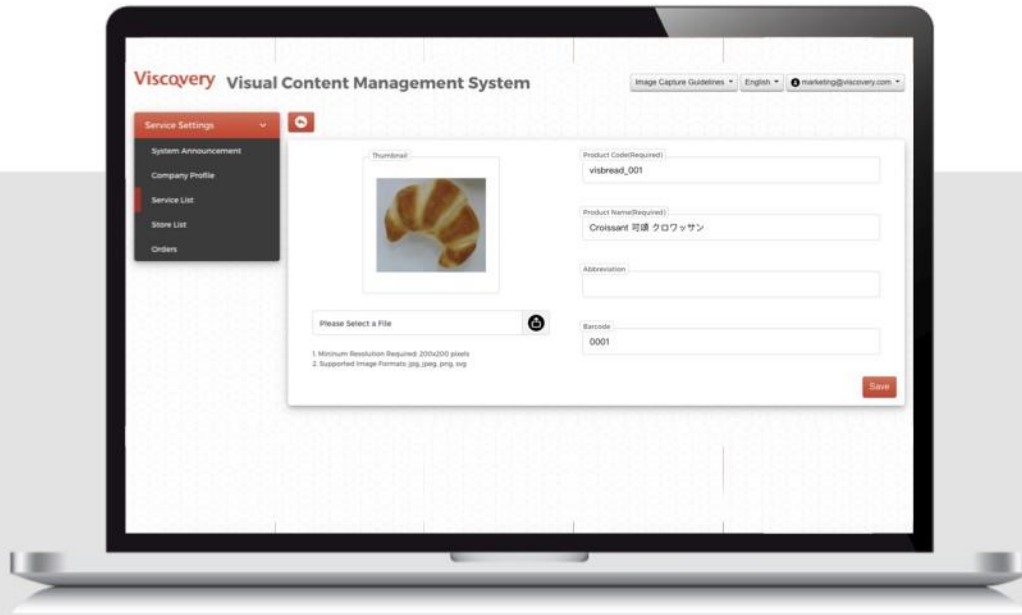 Viscovery Visual Content Management System
Image Capture Guidelines
English
marketing@viscovery.com
Service Settings
System Announcement
Company Profile
Service List
Store List
Orders
Thumbnail
Please Select a File
1. Mininum Resolution Required: 200x200 pixels
2. Supported Image Formats: jpg, jpeg, png, svg
Product Code(Required)
visbread_001
Product Name(Required)
Croissant 可頌 クロワッサン
Abbreviation
Barcode
0001
Save